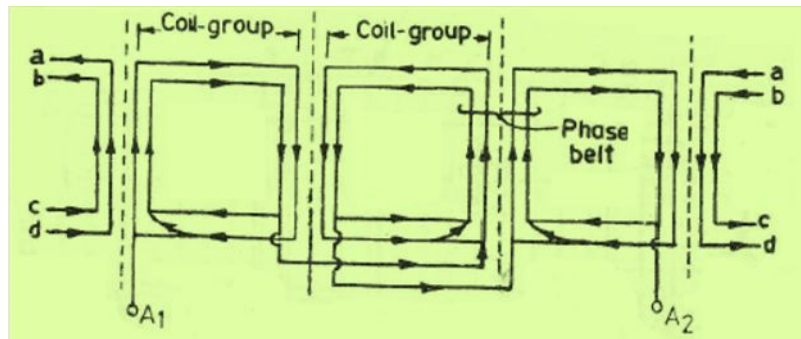 Coil-group Coil-group
a a
b b
Phase
belt
c c
d d
A1 A2